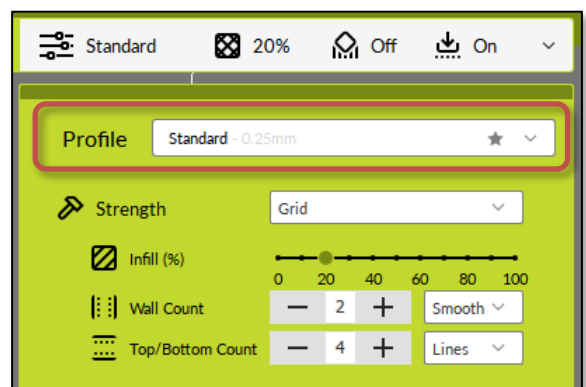 Standard 20% Off On
Profile Standard - 0.25mm
Strength Grid
Infill (%)
0 20 40 60 80 100
Wall Count 2 Smooth
Top/Bottom Count 4 Lines